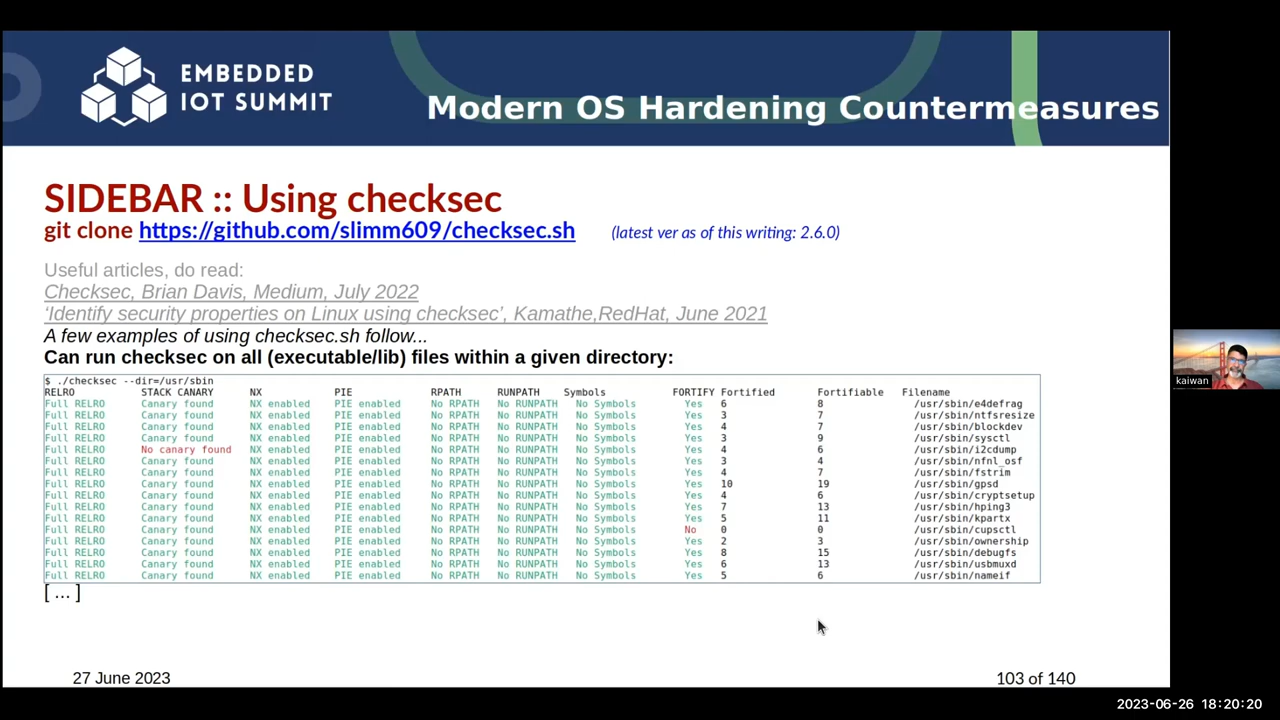 EMBEDDED
IOT SUMMIT
Modern OS Hardening Countermeasures
SIDEBAR :: Using checksec
git clone https://github.com/slimm609/checksec.sh (latest ver as of this writing: 2.6.0)
Useful articles, do read:
Checksec, Brian Davis, Medium, July 2022
‘Identify security properties on Linux using checksec’, Kamathe,RedHat, June 2021
A few examples of using checksec.sh follow...
Can run checksec on all (executable/lib) files within a given directory:
$ ./checksec --dir=/usr/sbin
RELRO STACK CANARY NX PIE RPATH RUNPATH Symbols FORTIFY Fortified Fortifiable Filename
Full RELRO Canary found NX enabled PIE enabled No RPATH No RUNPATH No Symbols Yes 6 8 /usr/sbin/e4defrag
Full RELRO Canary found NX enabled PIE enabled No RPATH No RUNPATH No Symbols Yes 3 7 /usr/sbin/ntfsresize
Full RELRO Canary found NX enabled PIE enabled No RPATH No RUNPATH No Symbols Yes 4 7 /usr/sbin/blockdev
Full RELRO Canary found NX enabled PIE enabled No RPATH No RUNPATH No Symbols Yes 3 9 /usr/sbin/sysctl
Full RELRO No canary found NX enabled PIE enabled No RPATH No RUNPATH No Symbols Yes 4 6 /usr/sbin/i2cdump
Full RELRO Canary found NX enabled PIE enabled No RPATH No RUNPATH No Symbols Yes 3 4 /usr/sbin/nfnl_osf
Full RELRO Canary found NX enabled PIE enabled No RPATH No RUNPATH No Symbols Yes 4 7 /usr/sbin/fstrim
Full RELRO Canary found NX enabled PIE enabled No RPATH No RUNPATH No Symbols Yes 10 19 /usr/sbin/gpsd
Full RELRO Canary found NX enabled PIE enabled No RPATH No RUNPATH No Symbols Yes 4 6 /usr/sbin/cryptsetup
Full RELRO Canary found NX enabled PIE enabled No RPATH No RUNPATH No Symbols Yes 7 13 /usr/sbin/hping3
Full RELRO Canary found NX enabled PIE enabled No RPATH No RUNPATH No Symbols Yes 5 11 /usr/sbin/kpartx
Full RELRO Canary found NX enabled PIE enabled No RPATH No RUNPATH No Symbols No 0 0 /usr/sbin/cupsctl
Full RELRO Canary found NX enabled PIE enabled No RPATH No RUNPATH No Symbols Yes 2 3 /usr/sbin/ownership
Full RELRO Canary found NX enabled PIE enabled No RPATH No RUNPATH No Symbols Yes 8 15 /usr/sbin/debugfs
Full RELRO Canary found NX enabled PIE enabled No RPATH No RUNPATH No Symbols Yes 6 13 /usr/sbin/usbmuxd
Full RELRO Canary found NX enabled PIE enabled No RPATH No RUNPATH No Symbols Yes 5 6 /usr/sbin/nameif
[ ... ]
kaiwan
27 June 2023
103 of 140
2023-06-26 18:20:20